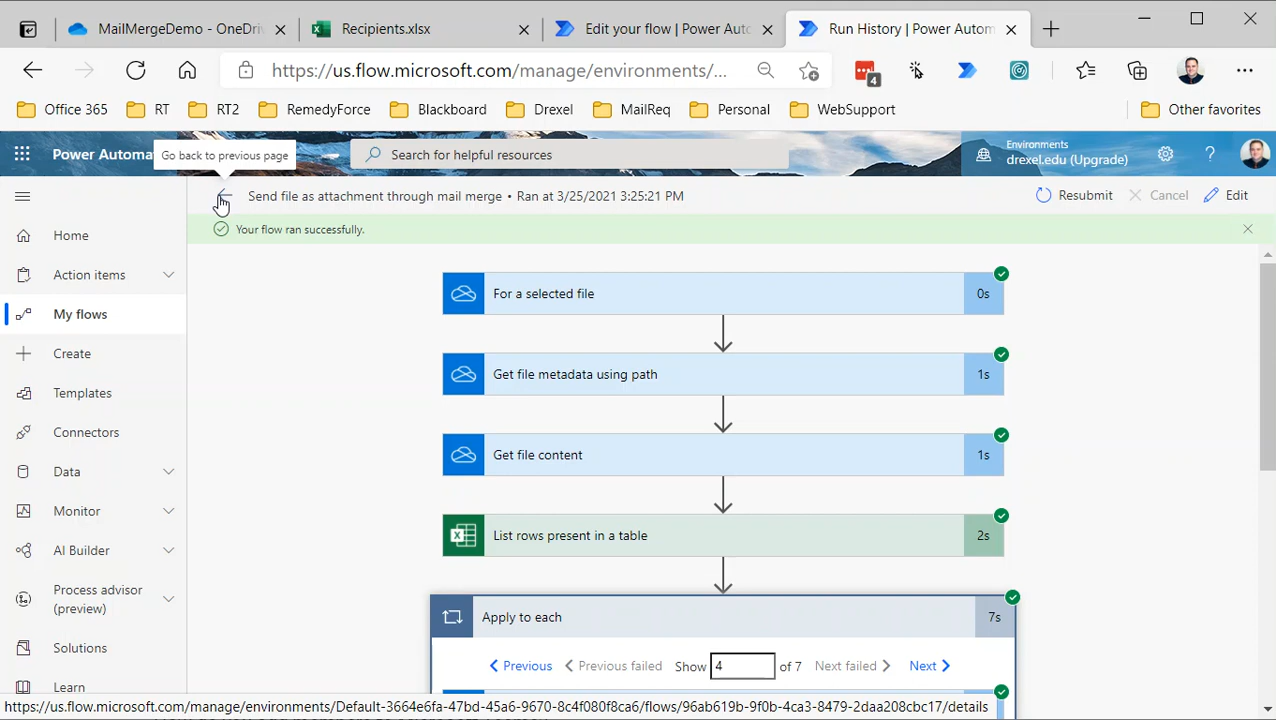 MailMergeDemo - OneDri
Recipients.xlsx
Edit your flow | Power Auto
Run History | Power Autom
https://us.flow.microsoft.com/manage/environments/...
4
Office 365
RT
RT2
RemedyForce
Blackboard
Drexel
MailReq
Personal
WebSupport
Other favorites
Power Automa
Go back to previous page
Search for helpful resources
Environments
drexel.edu (Upgrade)
Send file as attachment through mail merge • Ran at 3/25/2021 3:25:21 PM
Resubmit
Cancel
Edit
Your flow ran successfully.
Home
Action items
My flows
Create
Templates
Connectors
Data
Monitor
AI Builder
Process advisor
(preview)
Solutions
Learn
For a selected file
0s
Get file metadata using path
1s
Get file content
1s
List rows present in a table
2s
Apply to each
7s
Previous
Previous failed
Show 4 of 7
Next failed
Next
https://us.flow.microsoft.com/manage/environments/Default-3664e6fa-47bd-45a6-9670-8c4f080f8ca6/flows/96ab619b-9f0b-4ca3-8479-2daa208cbc17/details